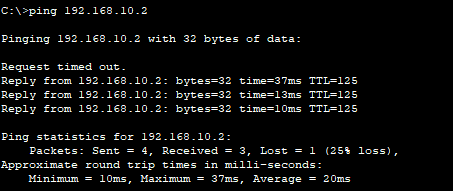 C:\>ping 192.168.10.2
Pinging 192.168.10.2 with 32 bytes of data:
Request timed out.
Reply from 192.168.10.2: bytes=32 time=37ms TTL=125
Reply from 192.168.10.2: bytes=32 time=13ms TTL=125
Reply from 192.168.10.2: bytes=32 time=10ms TTL=125
Ping statistics for 192.168.10.2:
Packets: Sent = 4, Received = 3, Lost = 1 (25% loss),
Approximate round trip times in milli-seconds:
Minimum = 10ms, Maximum = 37ms, Average = 20ms